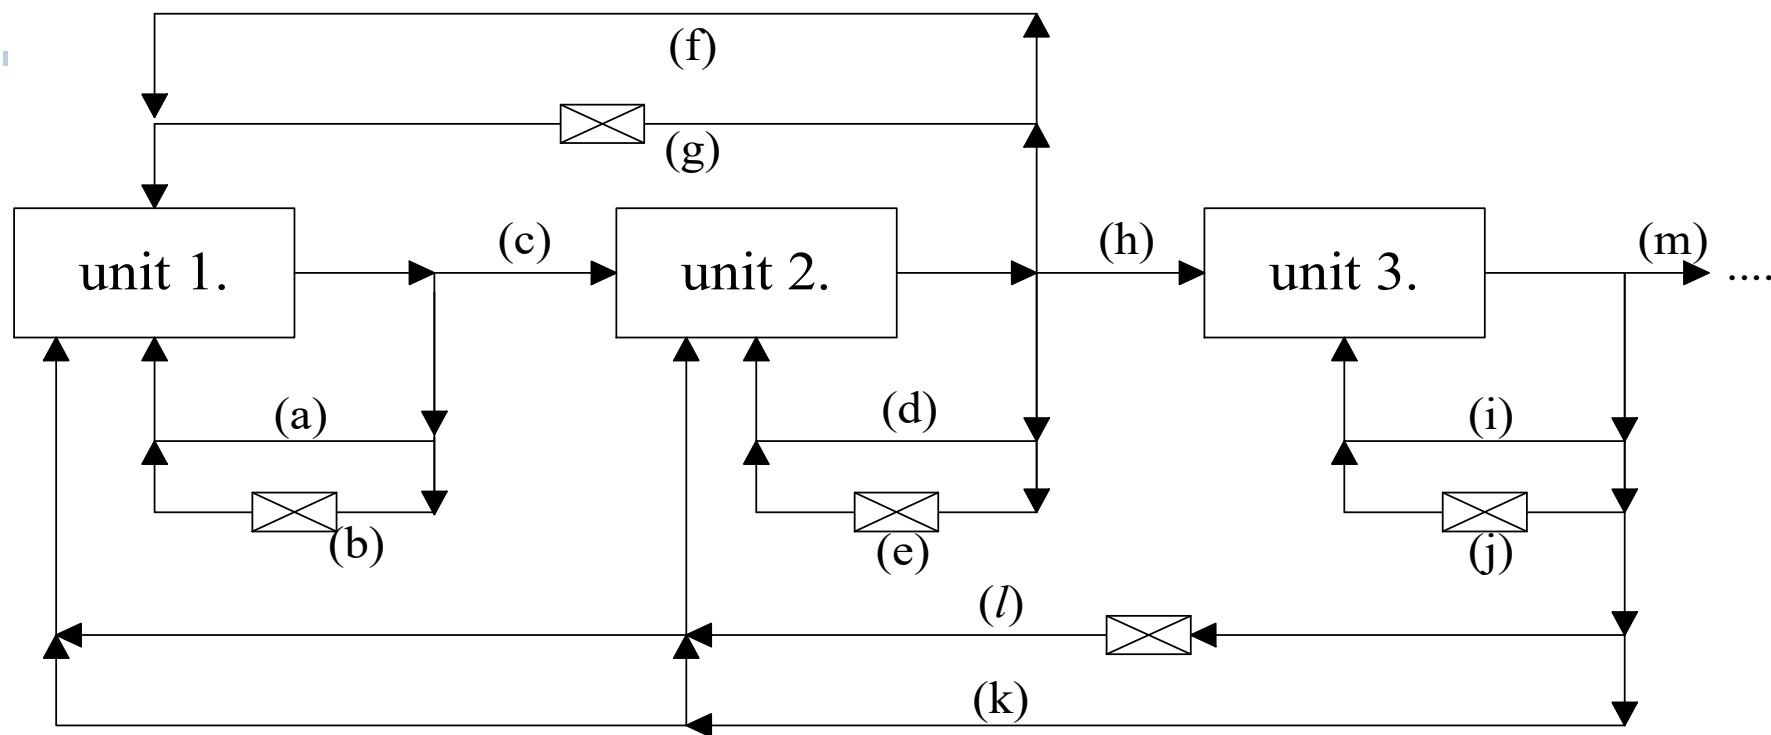 (f)
(g)
(c)
(h)
(m)
unit 1.
unit 2.
unit 3.
....
(a)
(d)
(i)
(b)
(e)
(j)
(l)
(k)